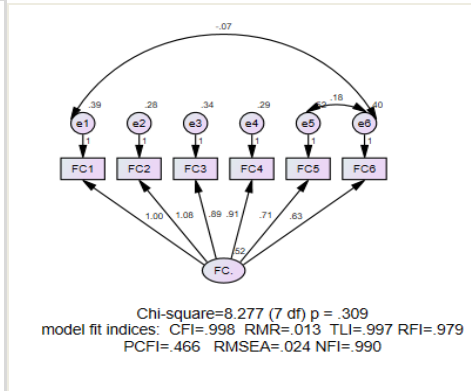 -.07
.39 .28 .34 .29 .52 .18 .40
e1 e2 e3 e4 e5 e6
1 1 1 1 1 1
FC1 FC2 FC3 FC4 FC5 FC6
1.00 1.08 .89 .91 .71 .63
.52
FC.
Chi-square=8.277 (7 df) p = .309
model fit indices: CFI=.998 RMR=.013 TLI=.997 RFI=.979
PCFI=.466 RMSEA=.024 NFI=.990